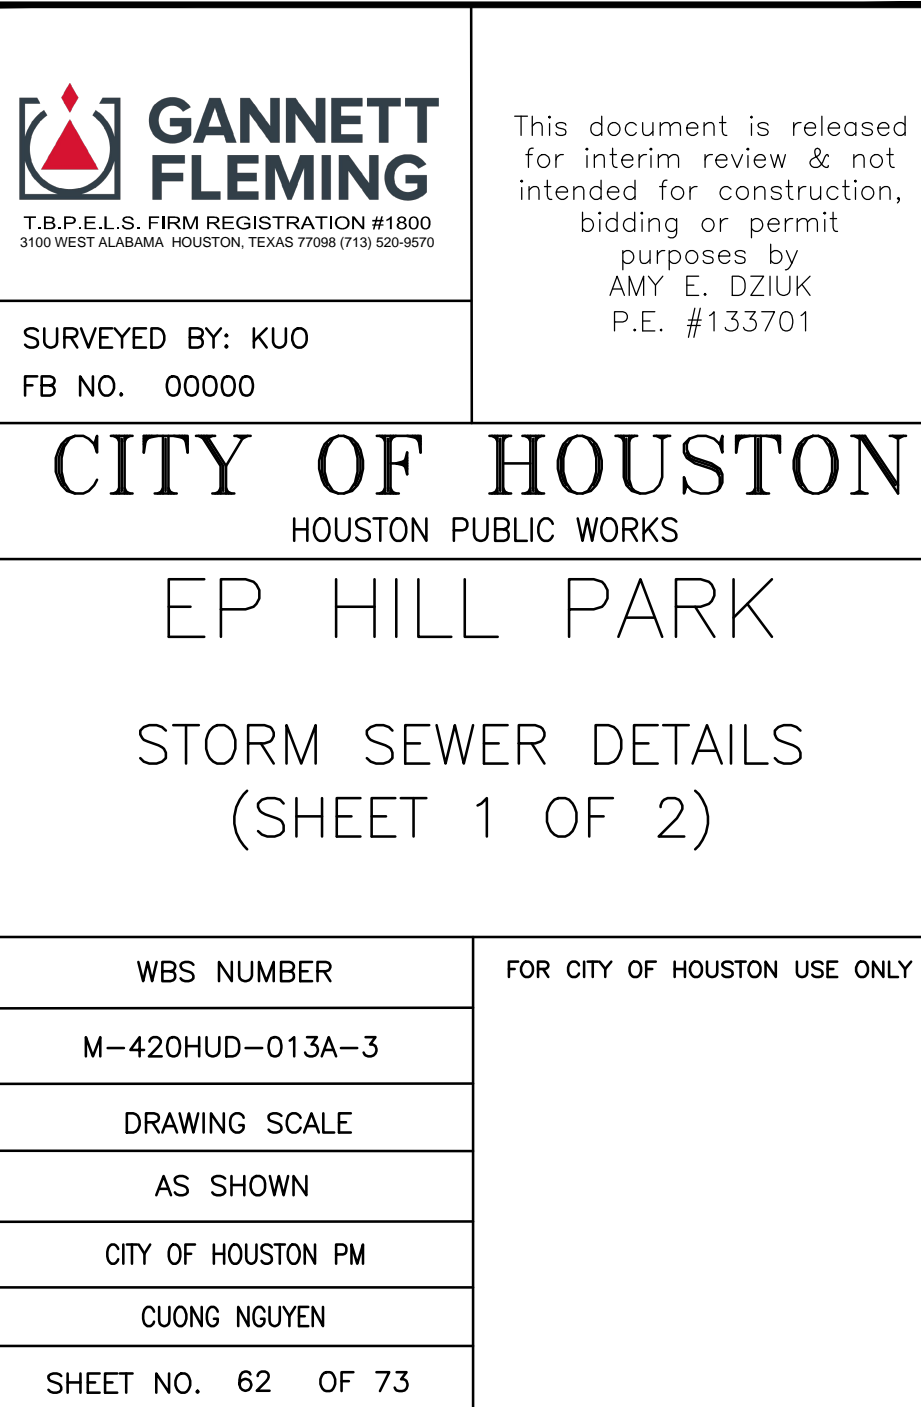 GANNETT
FLEMING
T.B.P.E.L.S. FIRM REGISTRATION #1800
3100 WEST ALABAMA HOUSTON, TEXAS 77098 (713) 520-9570
This document is released
for interim review & not
intended for construction,
bidding or permit
purposes by
AMY E. DZIUK
P.E. #133701
SURVEYED BY: KUO
FB NO. 00000
CITY OF HOUSTON
HOUSTON PUBLIC WORKS
EP HILL PARK
STORM SEWER DETAILS
(SHEET 1 OF 2)
WBS NUMBER
M-420HUD-013A-3
DRAWING SCALE
AS SHOWN
CITY OF HOUSTON PM
CUONG NGUYEN
SHEET NO. 62 OF 73
FOR CITY OF HOUSTON USE ONLY